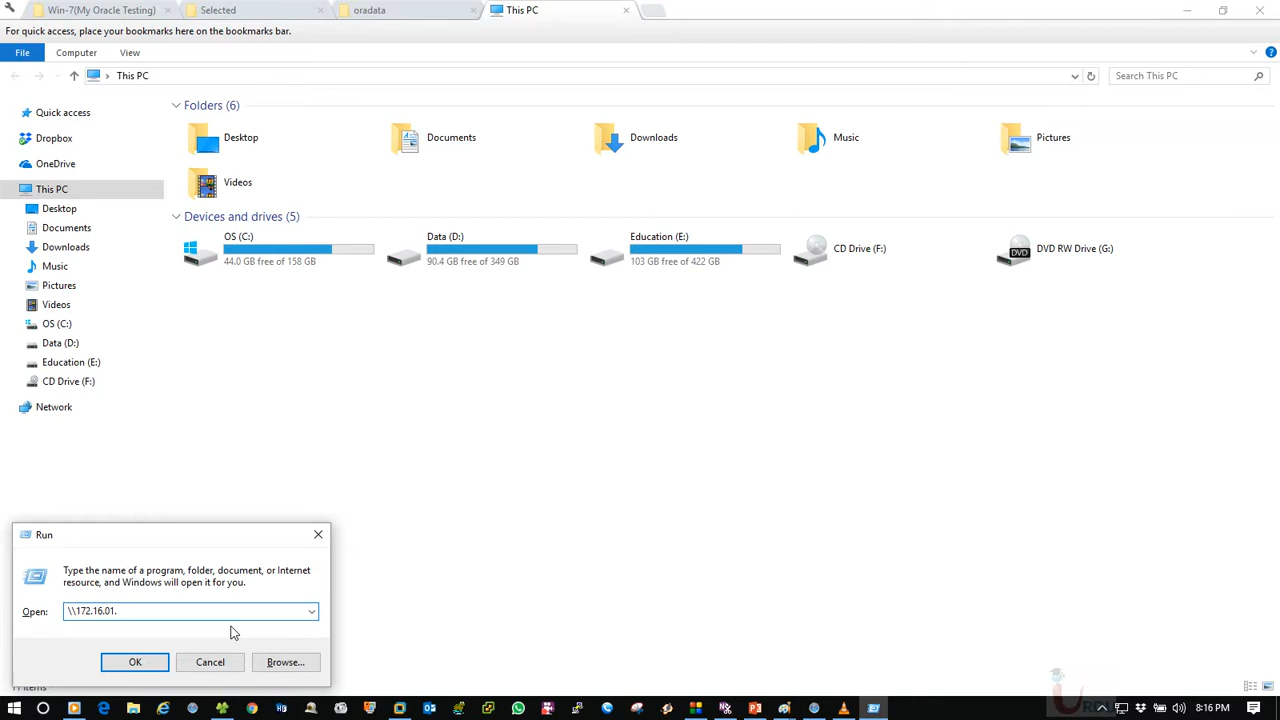 Win-7(My Oracle Testing)
Selected
oradata
This PC
For quick access, place your bookmarks here on the bookmarks bar.
File
Computer
View
This PC
Search This PC
Quick access
Dropbox
OneDrive
This PC
Desktop
Documents
Downloads
Music
Pictures
Videos
OS (C:)
Data (D:)
Education (E:)
CD Drive (F:)
Network
Folders (6)
Desktop
Documents
Downloads
Music
Pictures
Videos
Devices and drives (5)
OS (C:)
44.0 GB free of 158 GB
Data (D:)
90.4 GB free of 349 GB
Education (E:)
103 GB free of 422 GB
CD Drive (F:)
DVD
DVD RW Drive (G:)
Run
Type the name of a program, folder, document, or Internet
resource, and Windows will open it for you.
Open:
\\172.16.01.
OK
Cancel
Browse...
8:16 PM